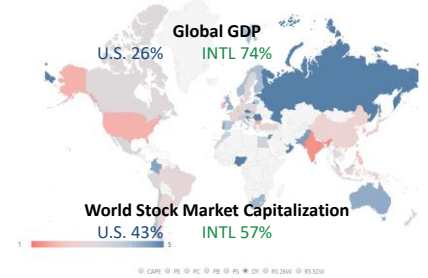 Global GDP
U.S. 26% INTL 74%
World Stock Market Capitalization
U.S. 43% INTL 57%
1 5
CAPE PE PC PB PS DY RS 26W RS 52W